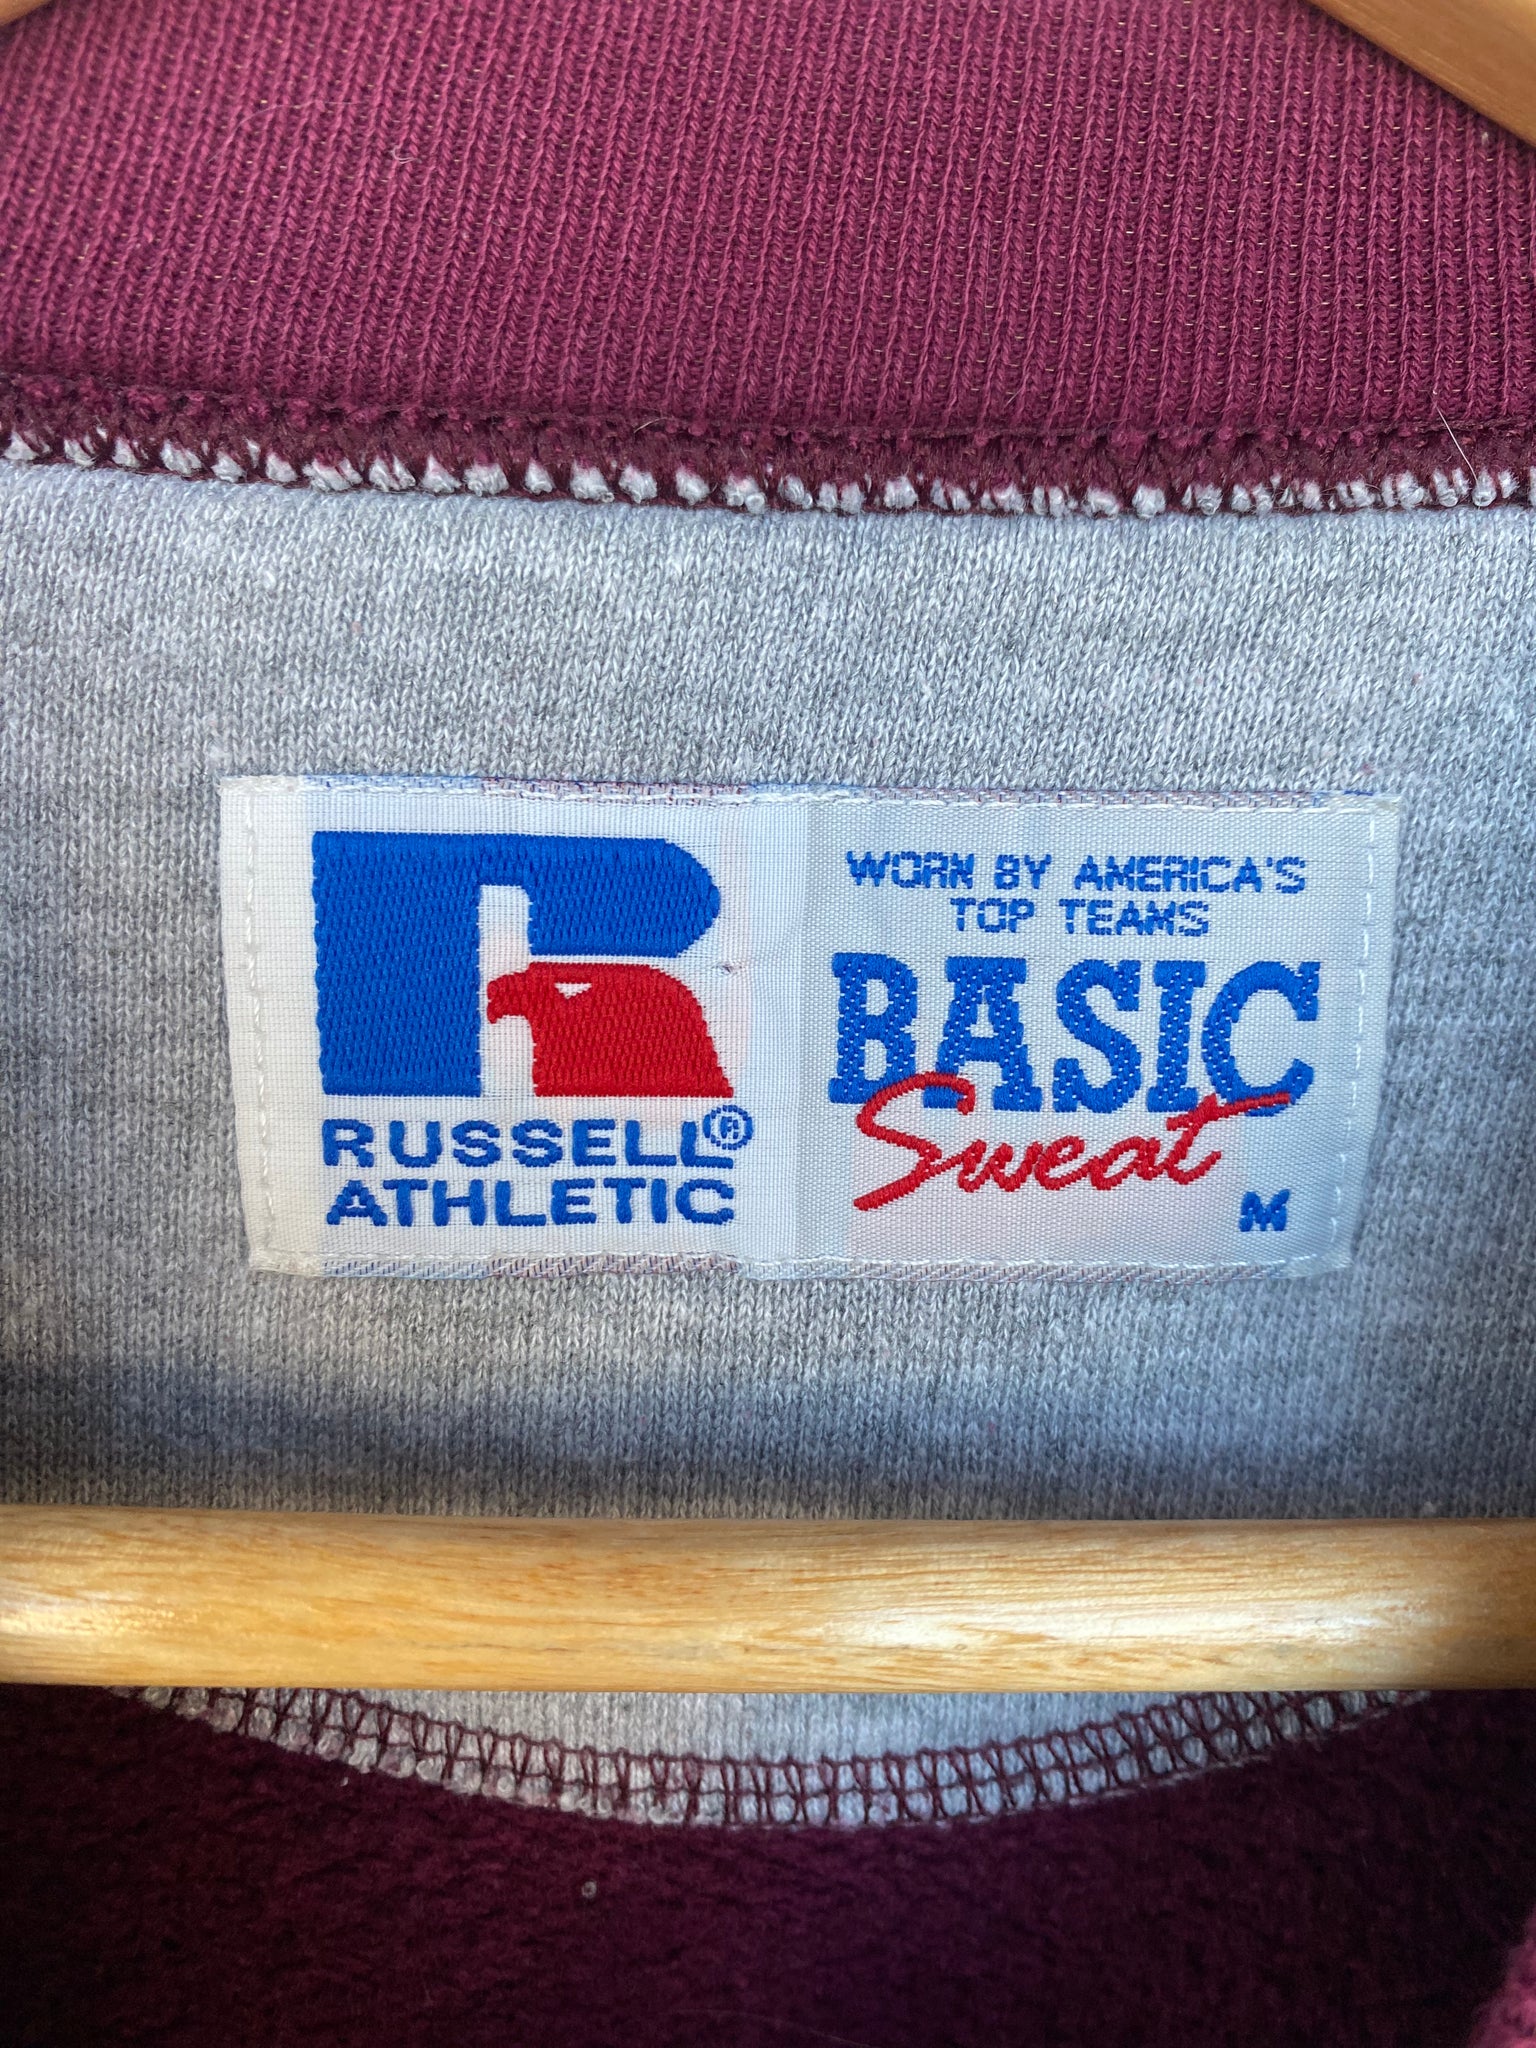 R
RUSSELL®
ATHLETIC
WORN BY AMERICA'S
TOP TEAMS
BASIC
Sweat
M